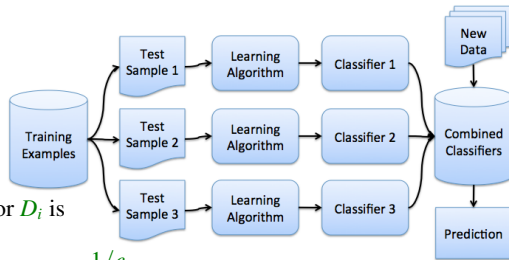 Test
Sample 1
Learning
Algorithm
Classifier 1
New
Data
Training
Examples
Test
Sample 2
Learning
Algorithm
Classifier 2
Combined
Classifiers
Test
Sample 3
Learning
Algorithm
Classifier 3
Prediction
or D_i is